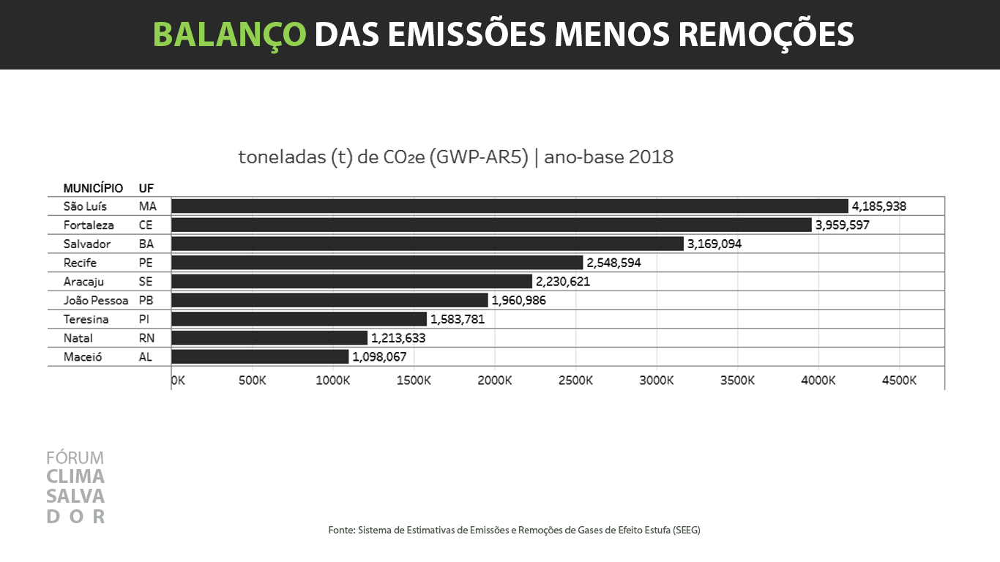 BALANÇO DAS EMISSÕES MENOS REMOÇÕES
toneladas (t) de CO₂e (GWP-AR5) | ano-base 2018
MUNICÍPIO UF
São Luís MA 4,185,938
Fortaleza CE 3,959,597
Salvador BA 3,169,094
Recife PE 2,548,594
Aracaju SE 2,230,621
João Pessoa PB 1,960,986
Teresina PI 1,583,781
Natal RN 1,213,633
Maceió AL 1,098,067
0K 500K 1000K 1500K 2000K 2500K 3000K 3500K 4000K 4500K
FÓRUM
CLIMA
SALVA
DOR
Fonte: Sistema de Estimativas de Emissões e Remoções de Gases de Efeito Estufa (SEEG)